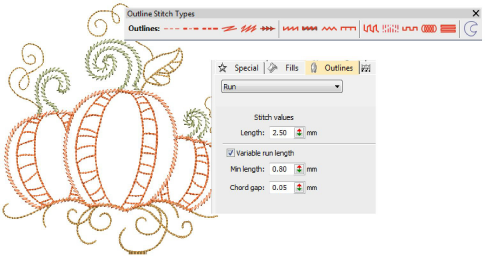 Outline Stitch Types
Outlines:
Special Fills Outlines
Run
Stitch values
Length: 2.50 mm
Variable run length
Min length: 0.80 mm
Chord gap: 0.05 mm